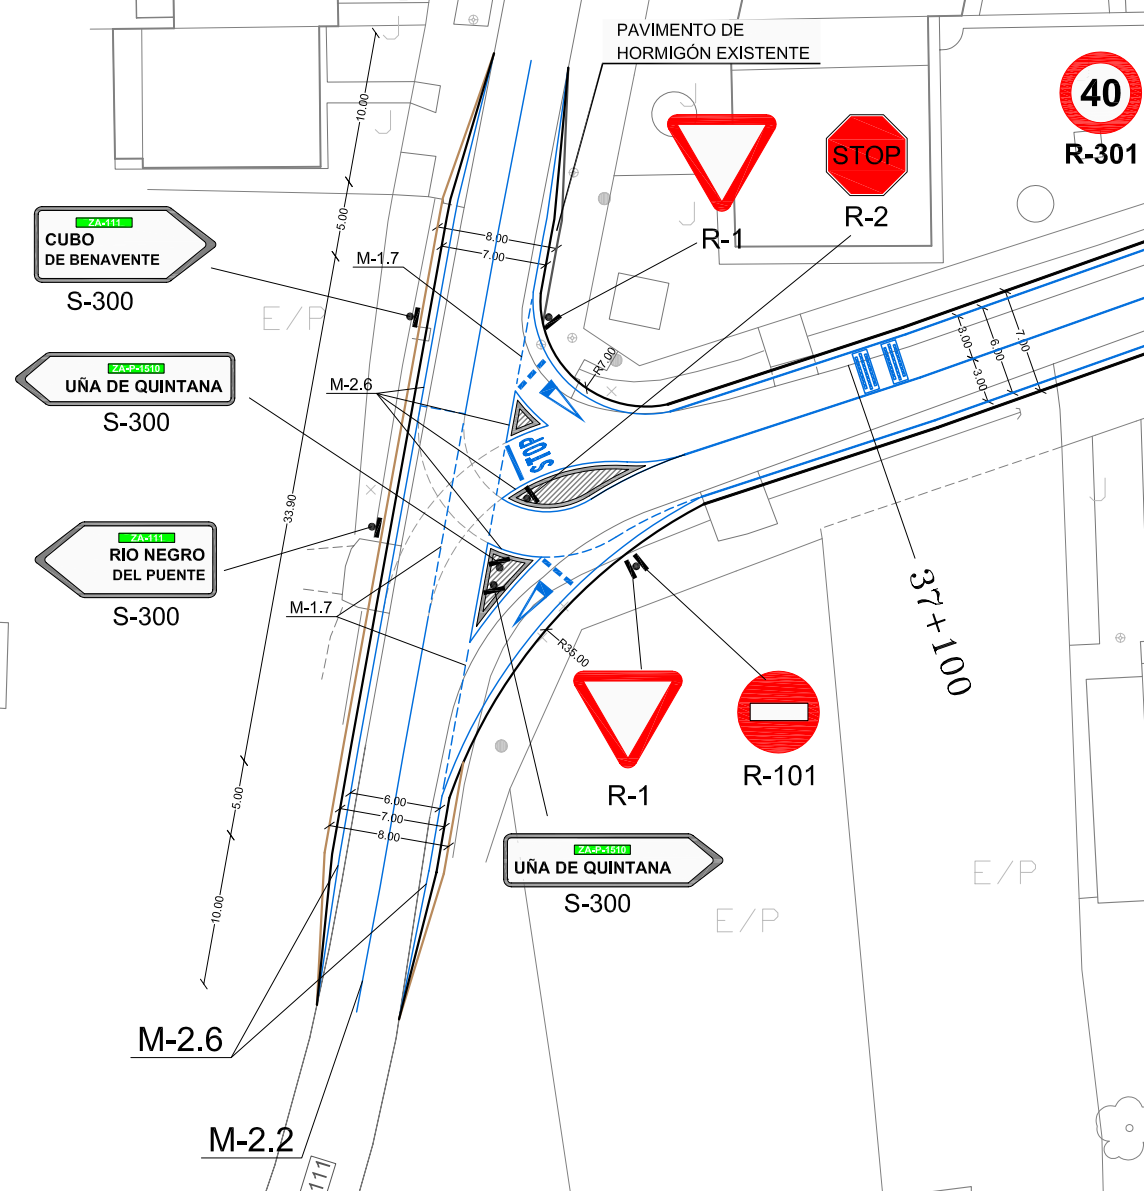 PAVIMENTO DE
HORMIGÓN EXISTENTE
J
J
J
J
40
R-301
STOP
R-2
R-1
10.00
5.00
ZA-111
CUBO
DE BENAVENTE
S-300
M-1.7
8.00
7.00
E/P
ZA-P-1510
UÑA DE QUINTANA
S-300
M-2.6
R7.00
3.00
3.00
6.00
7.00
STOP
33.90
ZA-111
RIO NEGRO
DEL PUENTE
S-300
M-1.7
R35.00
37+100
R-1
R-101
5.00
6.00
7.00
8.00
ZA-P-1510
UÑA DE QUINTANA
S-300
10.00
E/P
E/P
M-2.6
M-2.2
111